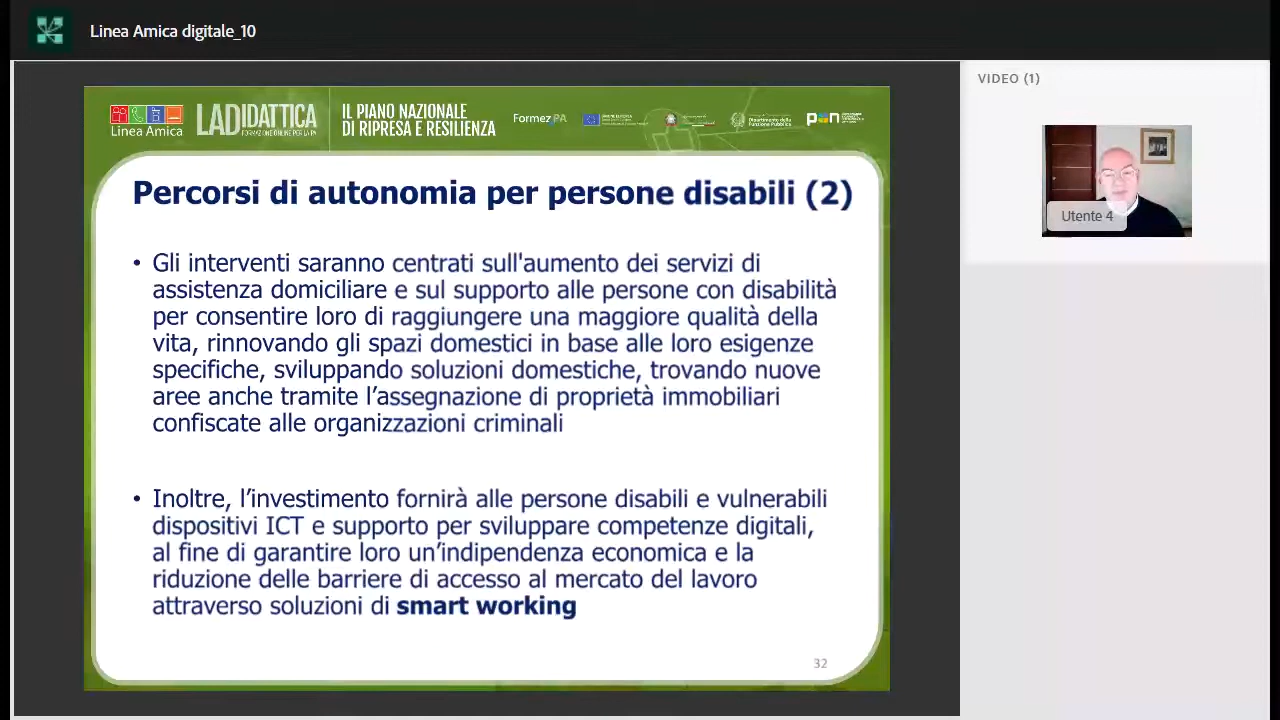 Linea Amica digitale_10
VIDEO (1)
Linea Amica
LADIDATTICA
FORMAZIONE ONLINE PER LA PA
IL PIANO NAZIONALE
DI RIPRESA E RESILIENZA
FormezPA
UNIONE EUROPEA
Dipartimento della
Funzione Pubblica
pon
Utente 4
Percorsi di autonomia per persone disabili (2)
• Gli interventi saranno centrati sull'aumento dei servizi di
assistenza domiciliare e sul supporto alle persone con disabilità
per consentire loro di raggiungere una maggiore qualità della
vita, rinnovando gli spazi domestici in base alle loro esigenze
specifiche, sviluppando soluzioni domestiche, trovando nuove
aree anche tramite l’assegnazione di proprietà immobiliari
confiscate alle organizzazioni criminali
• Inoltre, l’investimento fornirà alle persone disabili e vulnerabili
dispositivi ICT e supporto per sviluppare competenze digitali,
al fine di garantire loro un’indipendenza economica e la
riduzione delle barriere di accesso al mercato del lavoro
attraverso soluzioni di smart working
32